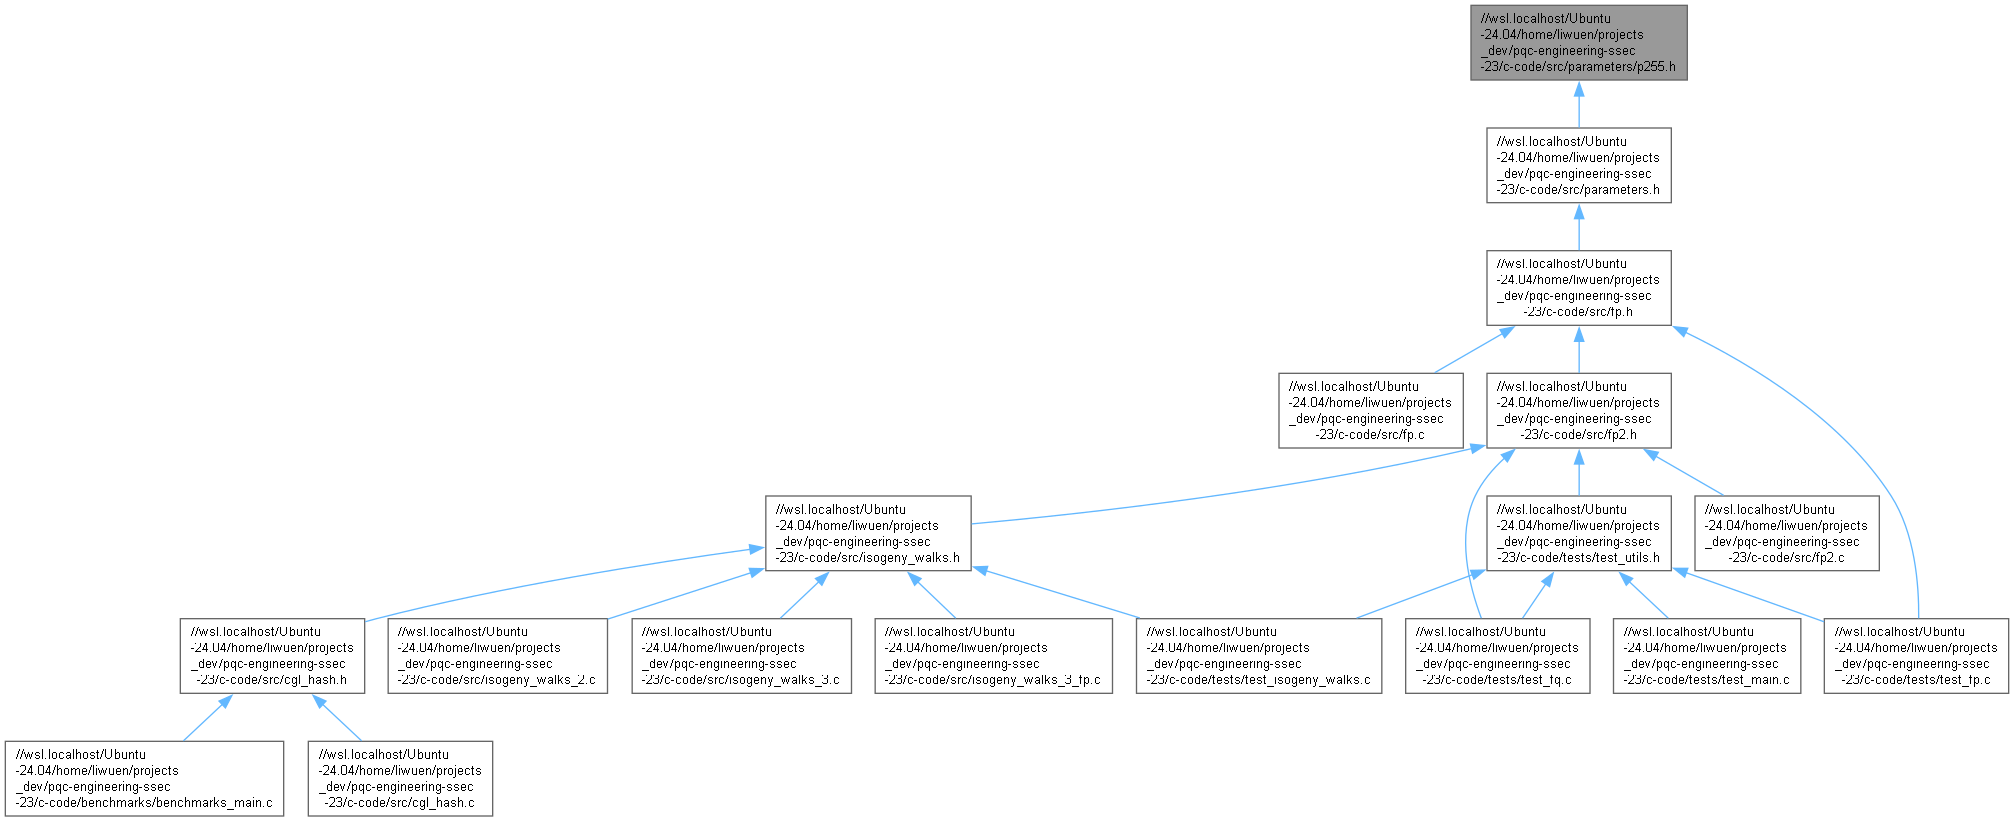 //wsl.localhost/Ubuntu
-24.04/home/liwuen/projects
_dev/pqc-engineering-ssec
-23/c-code/src/parameters/p255.h
//wsl.localhost/Ubuntu
-24.04/home/liwuen/projects
_dev/pqc-engineering-ssec
-23/c-code/src/parameters.h
//wsl.localhost/Ubuntu
-24.04/home/liwuen/projects
_dev/pqc-engineering-ssec
-23/c-code/src/fp.h
//wsl.localhost/Ubuntu
-24.04/home/liwuen/projects
_dev/pqc-engineering-ssec
-23/c-code/src/fp.c
//wsl.localhost/Ubuntu
-24.04/home/liwuen/projects
_dev/pqc-engineering-ssec
-23/c-code/src/fp2.h
//wsl.localhost/Ubuntu
-24.04/home/liwuen/projects
_dev/pqc-engineering-ssec
-23/c-code/src/isogeny_walks.h
//wsl.localhost/Ubuntu
-24.04/home/liwuen/projects
_dev/pqc-engineering-ssec
-23/c-code/tests/test_utils.h
//wsl.localhost/Ubuntu
-24.04/home/liwuen/projects
_dev/pqc-engineering-ssec
-23/c-code/src/fp2.c
//wsl.localhost/Ubuntu
-24.04/home/liwuen/projects
_dev/pqc-engineering-ssec
-23/c-code/src/cgl_hash.h
//wsl.localhost/Ubuntu
-24.04/home/liwuen/projects
_dev/pqc-engineering-ssec
-23/c-code/src/isogeny_walks_2.c
//wsl.localhost/Ubuntu
-24.04/home/liwuen/projects
_dev/pqc-engineering-ssec
-23/c-code/src/isogeny_walks_3.c
//wsl.localhost/Ubuntu
-24.04/home/liwuen/projects
_dev/pqc-engineering-ssec
-23/c-code/src/isogeny_walks_3_fp.c
//wsl.localhost/Ubuntu
-24.04/home/liwuen/projects
_dev/pqc-engineering-ssec
-23/c-code/tests/test_isogeny_walks.c
//wsl.localhost/Ubuntu
-24.04/home/liwuen/projects
_dev/pqc-engineering-ssec
-23/c-code/tests/test_fq.c
//wsl.localhost/Ubuntu
-24.04/home/liwuen/projects
_dev/pqc-engineering-ssec
-23/c-code/tests/test_main.c
//wsl.localhost/Ubuntu
-24.04/home/liwuen/projects
_dev/pqc-engineering-ssec
-23/c-code/tests/test_fp.c
//wsl.localhost/Ubuntu
-24.04/home/liwuen/projects
_dev/pqc-engineering-ssec
-23/c-code/benchmarks/benchmarks_main.c
//wsl.localhost/Ubuntu
-24.04/home/liwuen/projects
_dev/pqc-engineering-ssec
-23/c-code/src/cgl_hash.c